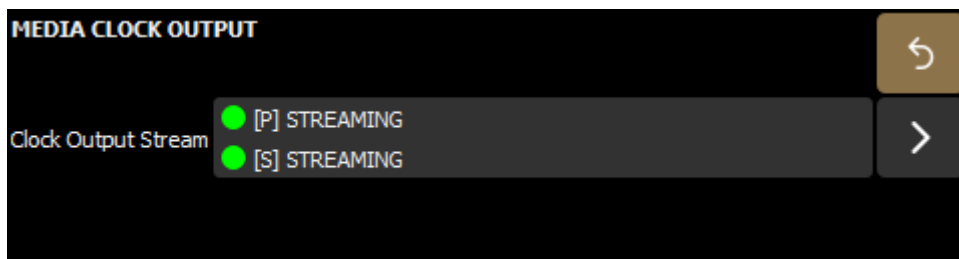 MEDIA CLOCK OUTPUT
Clock Output Stream
[P] STREAMING
[S] STREAMING